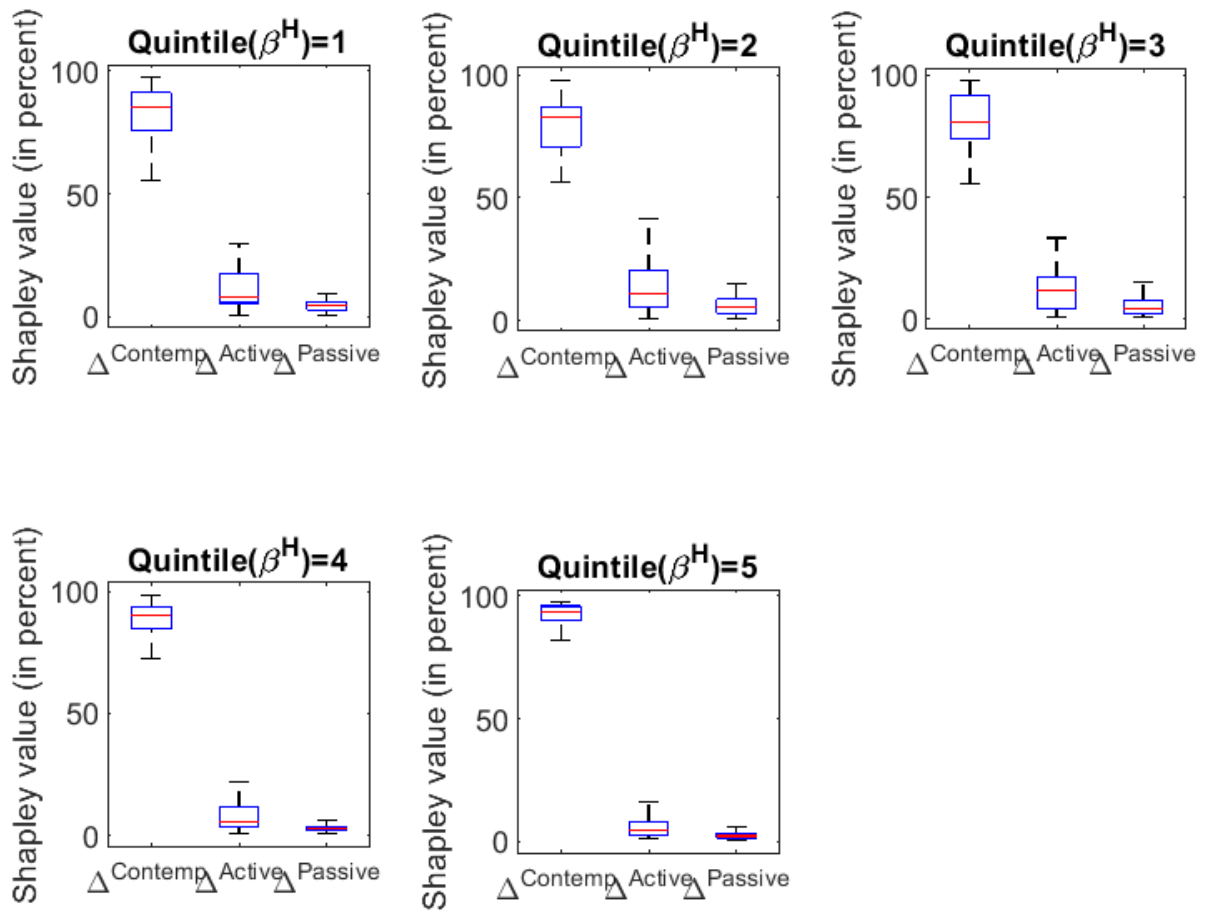 Quintile(β^H)=1
Shapley value (in percent)
100
50
0
Δ Contemp Δ Active Δ Passive
Quintile(β^H)=2
Shapley value (in percent)
100
50
0
Δ Contemp Δ Active Δ Passive
Quintile(β^H)=3
Shapley value (in percent)
100
50
0
Δ Contemp Δ Active Δ Passive
Quintile(β^H)=4
Shapley value (in percent)
100
50
0
Δ Contemp Δ Active Δ Passive
Quintile(β^H)=5
Shapley value (in percent)
100
50
0
Δ Contemp Δ Active Δ Passive